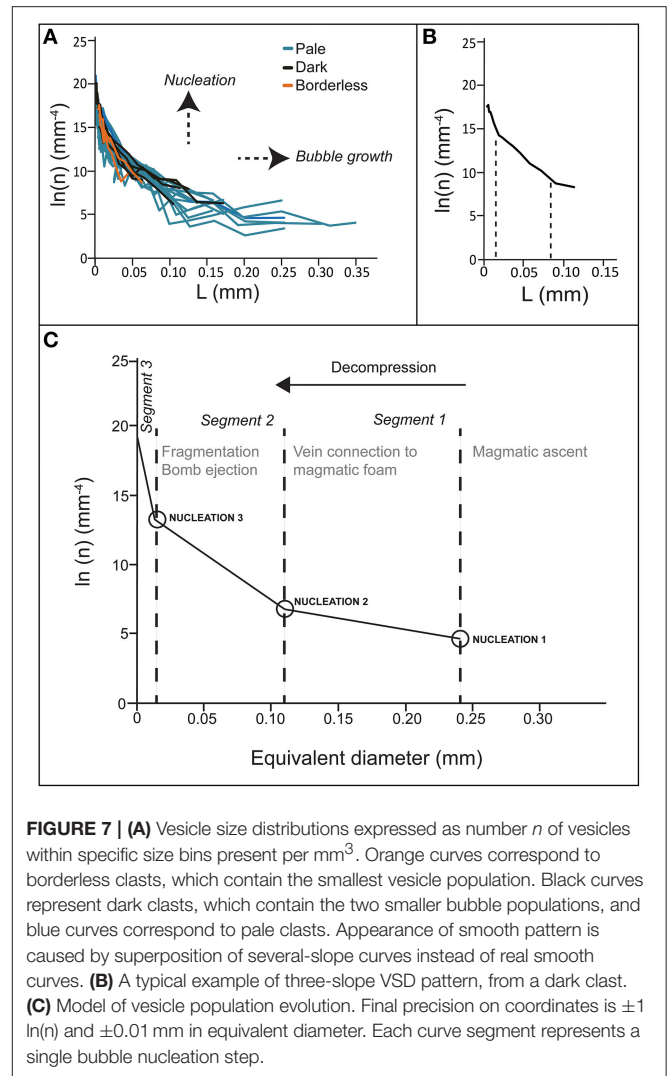 A
25
20
15
10
5
0
ln(n) (mm-4)
Pale
Dark
Borderless
Nucleation
Bubble growth
0 0.05 0.10 0.15 0.20 0.25 0.30 0.35
L (mm)
B
25
20
15
10
5
0
ln(n) (mm-4)
0 0.05 0.10 0.15
L (mm)
C
25
20
15
10
5
0
ln (n) (mm-4)
Decompression
Segment 3
Segment 2
Segment 1
Fragmentation
Bomb ejection
Vein connection to
magmatic foam
Magmatic ascent
NUCLEATION 3
NUCLEATION 2
NUCLEATION 1
0 0.05 0.10 0.15 0.20 0.25 0.30
Equivalent diameter (mm)
FIGURE 7 | (A) Vesicle size distributions expressed as number n of vesicles
within specific size bins present per mm3. Orange curves correspond to
borderless clasts, which contain the smallest vesicle population. Black curves
represent dark clasts, which contain the two smaller bubble populations, and
blue curves correspond to pale clasts. Appearance of smooth pattern is
caused by superposition of several-slope curves instead of real smooth
curves. (B) A typical example of three-slope VSD pattern, from a dark clast.
(C) Model of vesicle population evolution. Final precision on coordinates is ±1
ln(n) and ±0.01 mm in equivalent diameter. Each curve segment represents a
single bubble nucleation step.